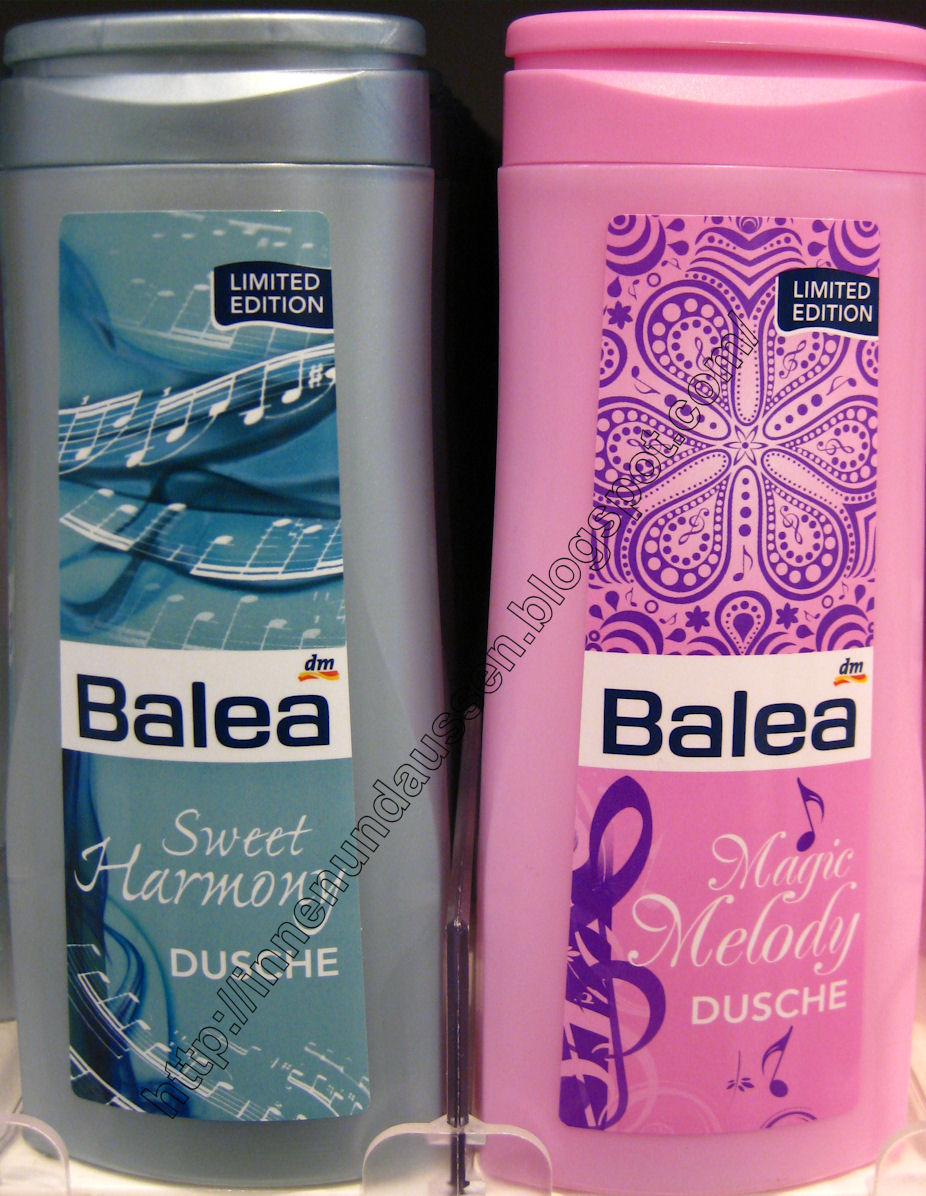 LIMITED
EDITION
dm
Balea
Sweet
Harmony
DUSCHE
LIMITED
EDITION
dm
Balea
Magic
Melody
DUSCHE
http://innenundaussen.blogspot.com/